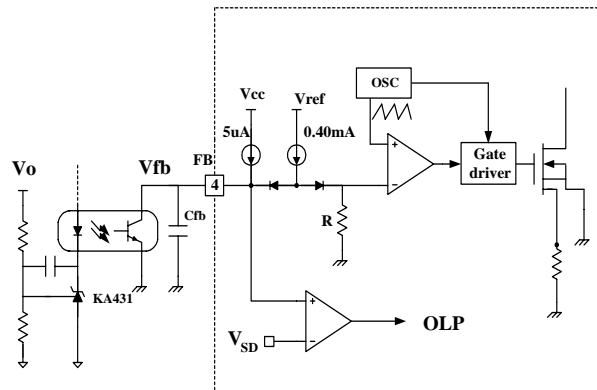 OSC
Vcc
Vref
5uA
0.40mA
+
Gate
driver
Vo
Vfb
FB
4
−
Cfb
R
KA431
+
VSD
−
OLP